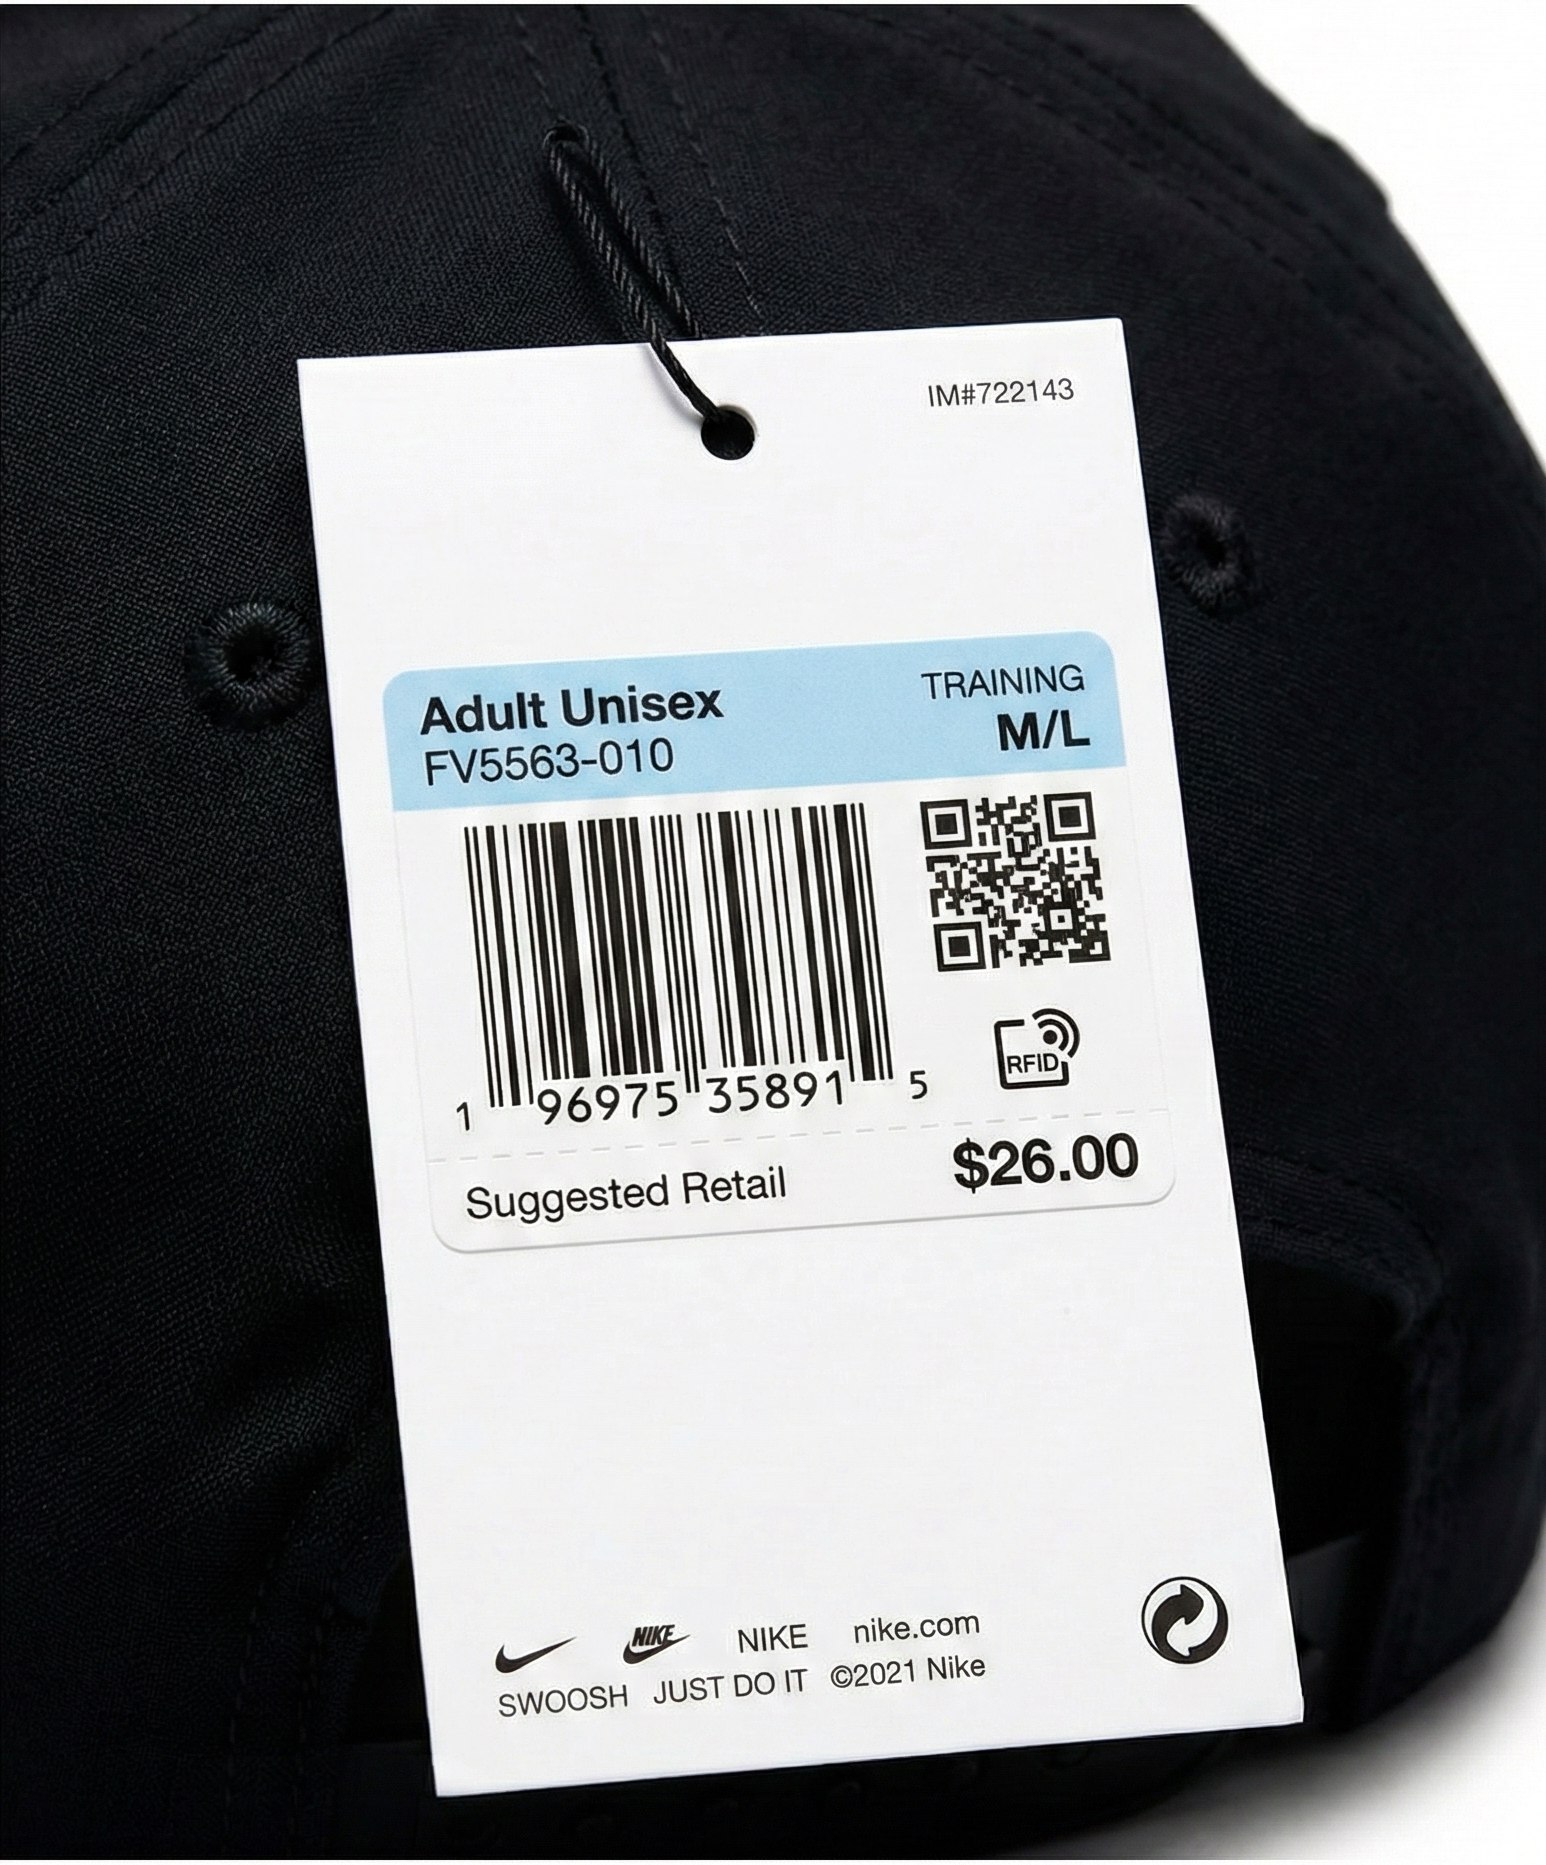 IM#722143
Adult Unisex TRAINING
FV5563-010 M/L
1 96975 35891 5
RFID
Suggested Retail $26.00
NIKE NIKE nike.com
SWOOSH JUST DO IT ©2021 Nike